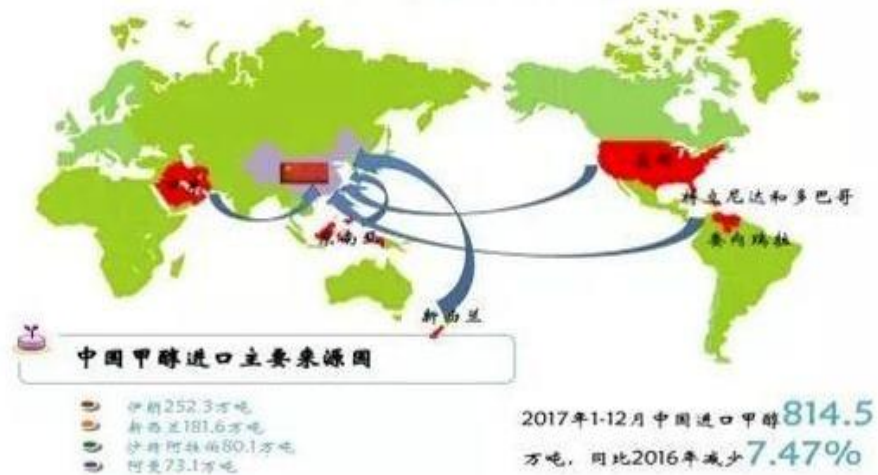 美国
特立尼达和多巴哥
委内瑞拉
东南亚
新西兰
中国甲醇进口主要来源国
伊朗252.3万吨
新西兰181.6万吨
沙特阿拉伯80.1万吨
阿曼73.1万吨
2017年1-12月中国进口甲醇814.5
万吨，同比2016年减少7.47%